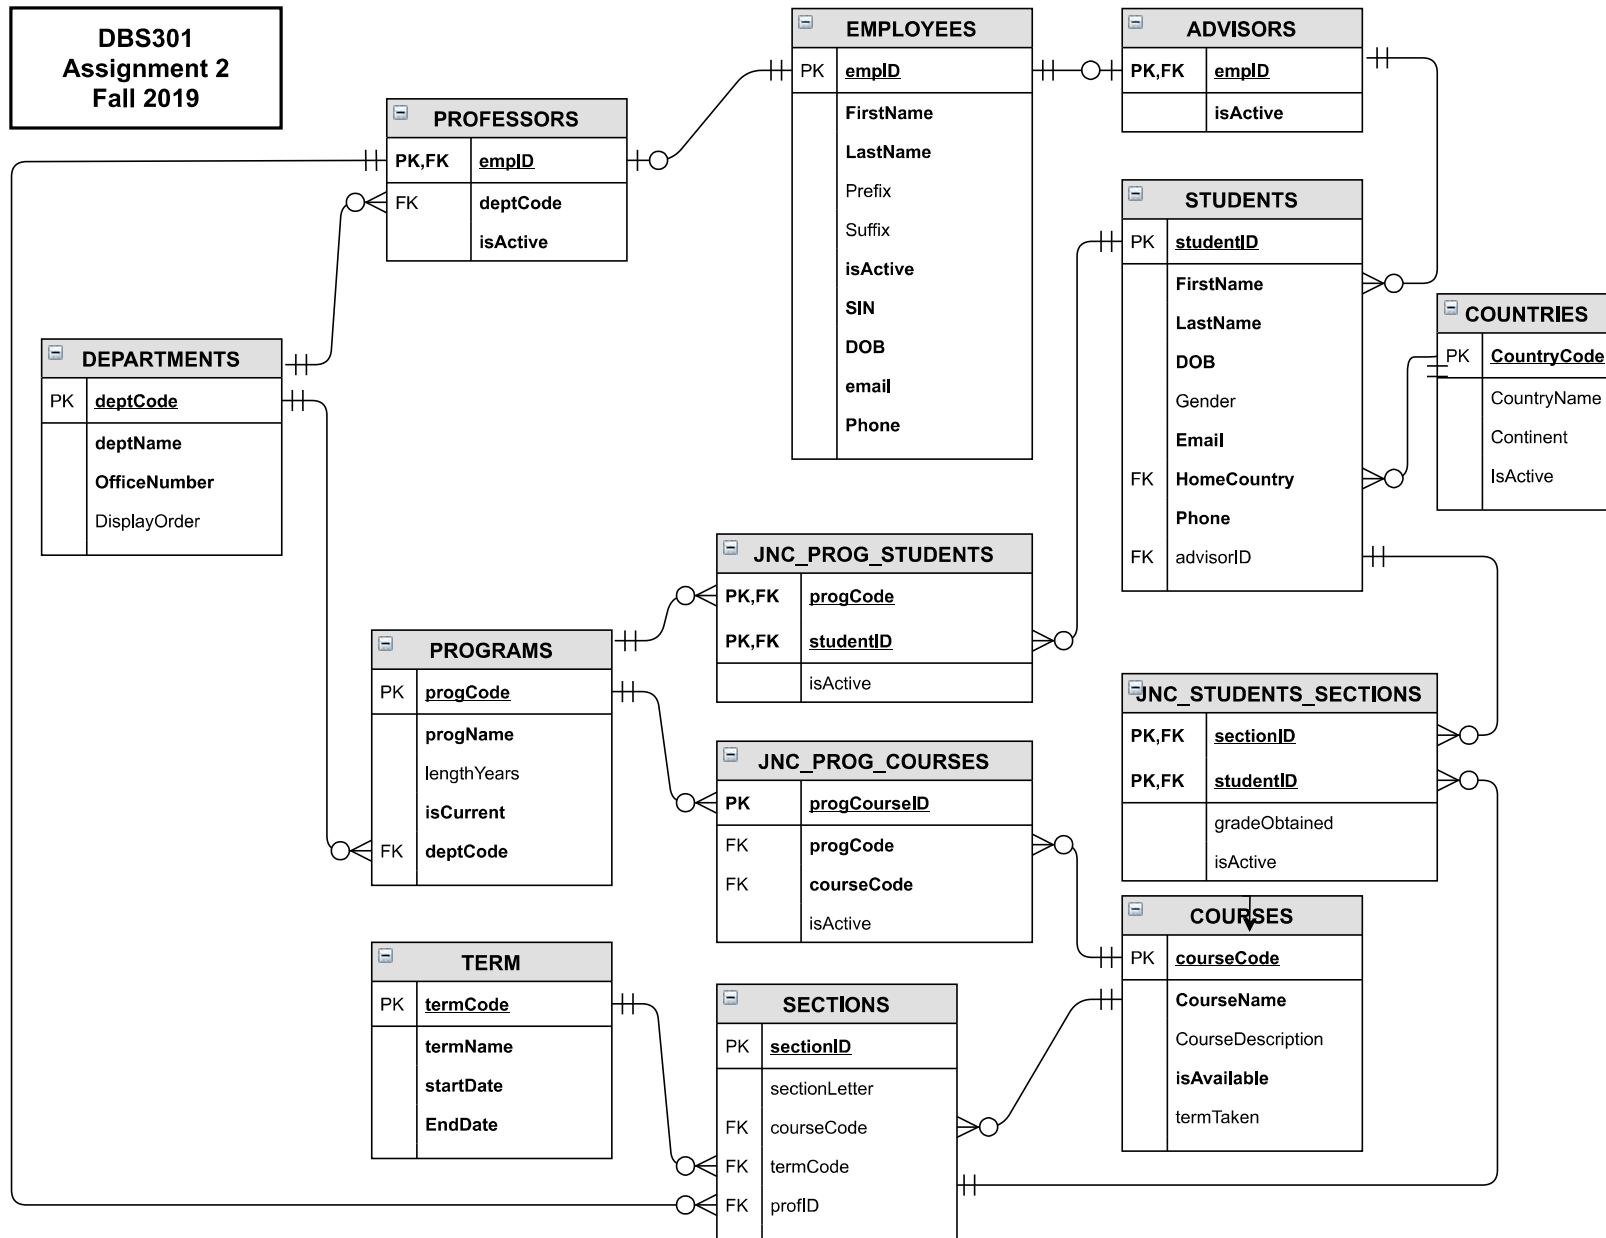 DBS301
Assignment 2
Fall 2019
EMPLOYEES
PK empID
FirstName
LastName
Prefix
Suffix
isActive
SIN
DOB
email
Phone
ADVISORS
PK,FK empID
isActive
PROFESSORS
PK,FK empID
FK deptCode
isActive
STUDENTS
PK studentID
FirstName
LastName
DOB
Gender
Email
FK HomeCountry
Phone
FK advisorID
COUNTRIES
PK CountryCode
CountryName
Continent
IsActive
DEPARTMENTS
PK deptCode
deptName
OfficeNumber
DisplayOrder
JNC_PROG_STUDENTS
PK,FK progCode
PK,FK studentID
isActive
PROGRAMS
PK progCode
progName
lengthYears
isCurrent
FK deptCode
JNC_STUDENTS_SECTIONS
PK,FK sectionID
PK,FK studentID
gradeObtained
isActive
JNC_PROG_COURSES
PK progCourseID
FK progCode
FK courseCode
isActive
COURSES
PK courseCode
CourseName
CourseDescription
isAvailable
termTaken
TERM
PK termCode
termName
startDate
EndDate
SECTIONS
PK sectionID
sectionLetter
FK courseCode
FK termCode
FK profID